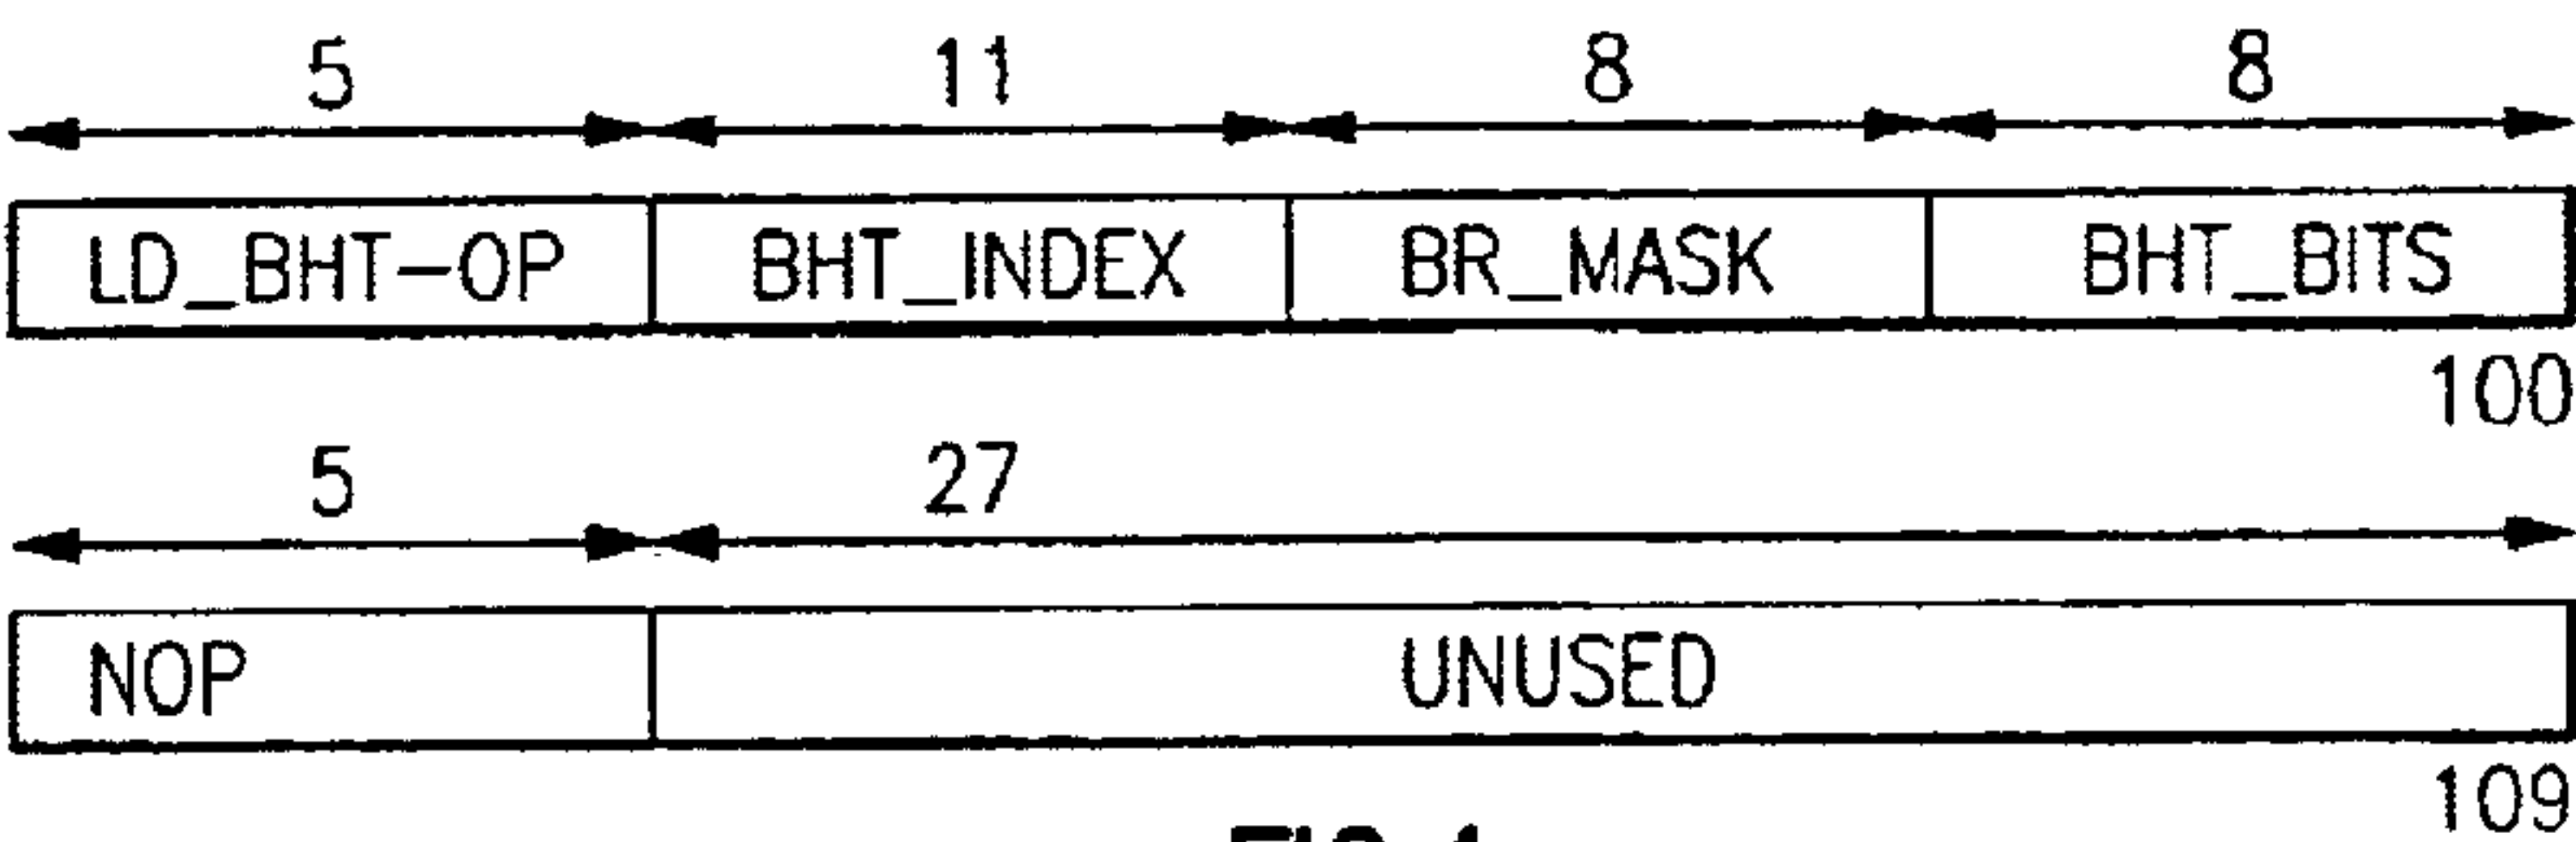 5 11 8 8
LD_BHT-OP BHT_INDEX BR_MASK BHT_BITS
100
5 27
NOP UNUSED
109